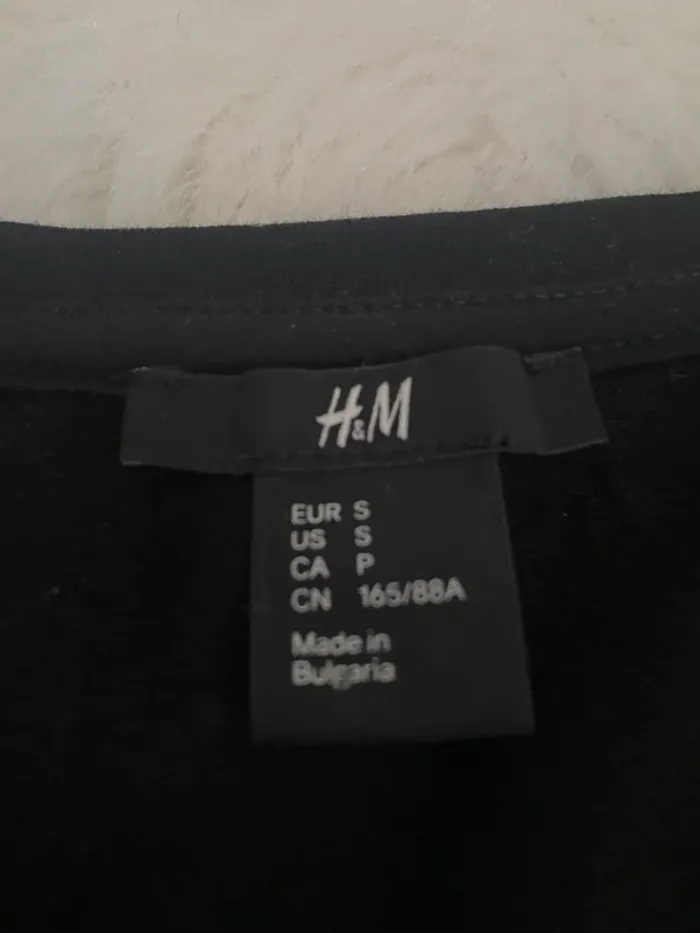 H&M
EUR S
US S
CA P
CN 165/88A
Made in
Bulgaria